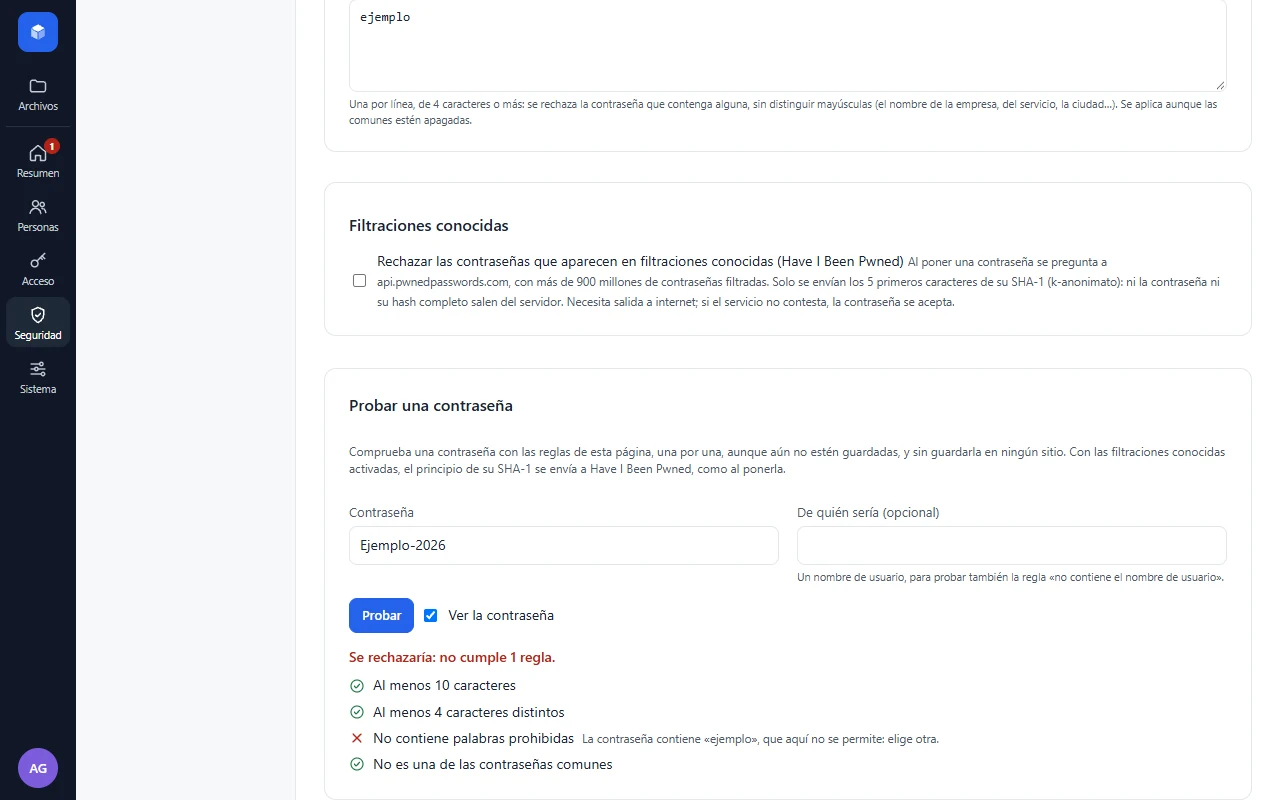 Archivos
1
Resumen
Personas
Acceso
Seguridad
Sistema
AG
ejemplo
Una por línea, de 4 caracteres o más: se rechaza la contraseña que contenga alguna, sin distinguir mayúsculas (el nombre de la empresa, del servicio, la ciudad...). Se aplica aunque las
comunes estén apagadas.
Filtraciones conocidas
Rechazar las contraseñas que aparecen en filtraciones conocidas (Have I Been Pwned) Al poner una contraseña se pregunta a
api.pwnedpasswords.com, con más de 900 millones de contraseñas filtradas. Solo se envían los 5 primeros caracteres de su SHA-1 (k-anonimato): ni la contraseña ni
su hash completo salen del servidor. Necesita salida a internet; si el servicio no contesta, la contraseña se acepta.
Probar una contraseña
Comprueba una contraseña con las reglas de esta página, una por una, aunque aún no estén guardadas, y sin guardarla en ningún sitio. Con las filtraciones conocidas
activadas, el principio de su SHA-1 se envía a Have I Been Pwned, como al ponerla.
Contraseña
De quién sería (opcional)
Ejemplo-2026
Un nombre de usuario, para probar también la regla «no contiene el nombre de usuario».
Probar
Ver la contraseña
Se rechazaría: no cumple 1 regla.
Al menos 10 caracteres
Al menos 4 caracteres distintos
No contiene palabras prohibidas La contraseña contiene «ejemplo», que aquí no se permite: elige otra.
No es una de las contraseñas comunes